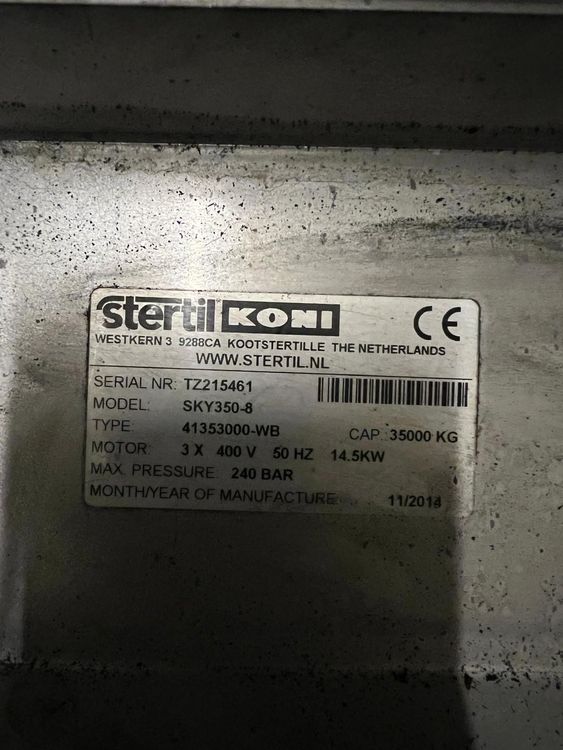 stertil KONI CE
WESTKERN 3 9288CA KOOTSTERTILLE THE NETHERLANDS
WWW.STERTIL.NL
SERIAL NR: TZ215461
MODEL: SKY350-8
TYPE: 41353000-WB CAP.: 35000 KG
MOTOR: 3 X 400 V 50 HZ 14.5KW
MAX. PRESSURE: 240 BAR
MONTH/YEAR OF MANUFACTURE: 11/2014